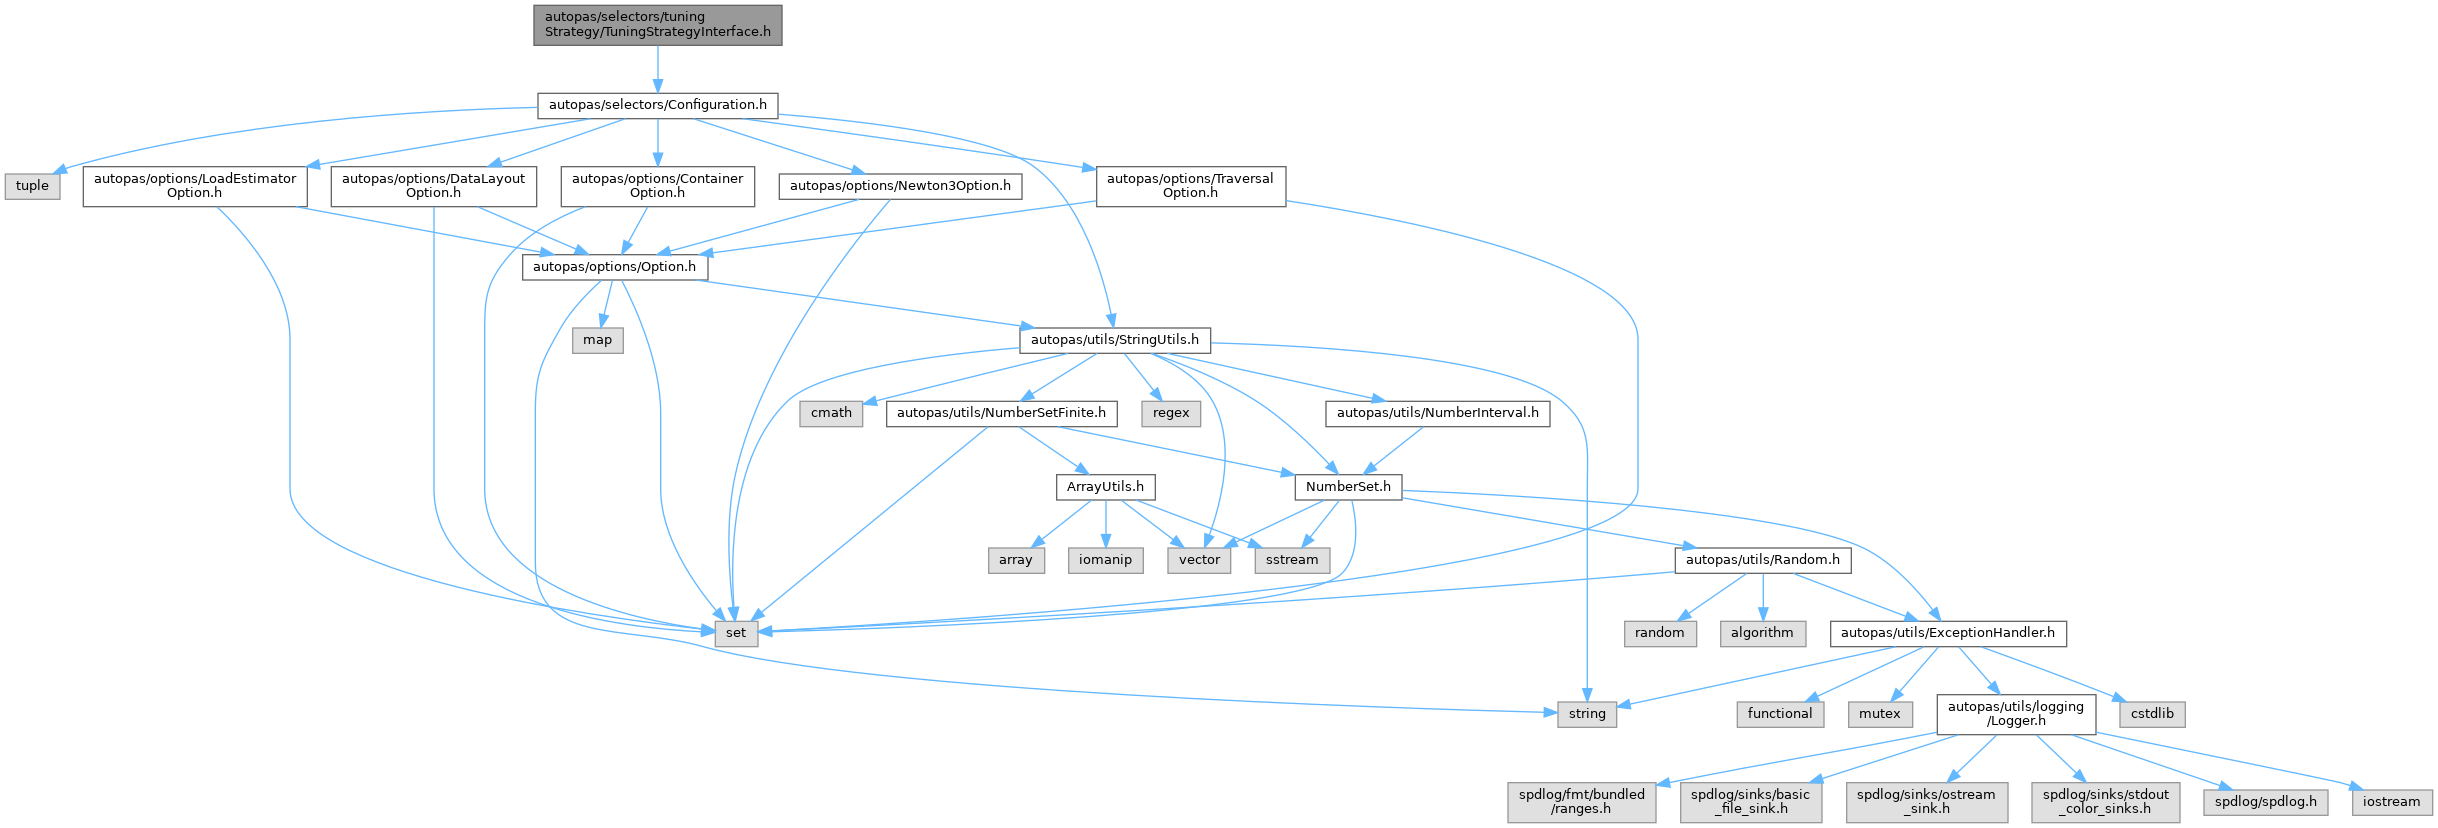 autopas/selectors/tuning
Strategy/TuningStrategyInterface.h
autopas/selectors/Configuration.h
tuple
autopas/options/LoadEstimator
Option.h
autopas/options/DataLayout
Option.h
autopas/options/Container
Option.h
autopas/options/Newton3Option.h
autopas/options/Traversal
Option.h
autopas/options/Option.h
map
autopas/utils/StringUtils.h
cmath
autopas/utils/NumberSetFinite.h
regex
autopas/utils/NumberInterval.h
ArrayUtils.h
NumberSet.h
array
iomanip
vector
sstream
autopas/utils/Random.h
set
random
algorithm
autopas/utils/ExceptionHandler.h
string
functional
mutex
autopas/utils/logging
/Logger.h
cstdlib
spdlog/fmt/bundled
/ranges.h
spdlog/sinks/basic
_file_sink.h
spdlog/sinks/ostream
_sink.h
spdlog/sinks/stdout
_color_sinks.h
spdlog/spdlog.h
iostream